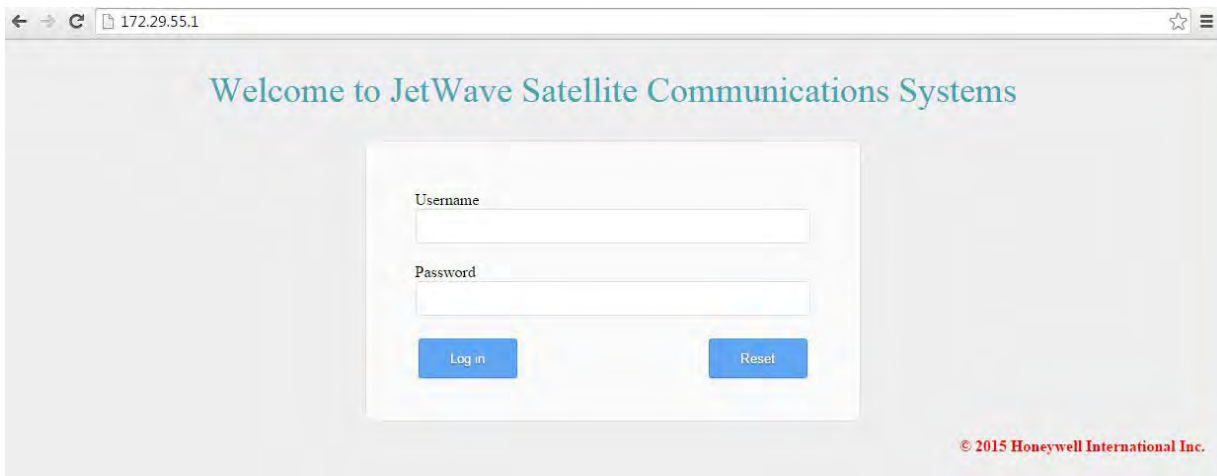 172.29.55.1
Welcome to JetWave Satellite Communications Systems
Username
Password
Log in Reset
© 2015 Honeywell International Inc.